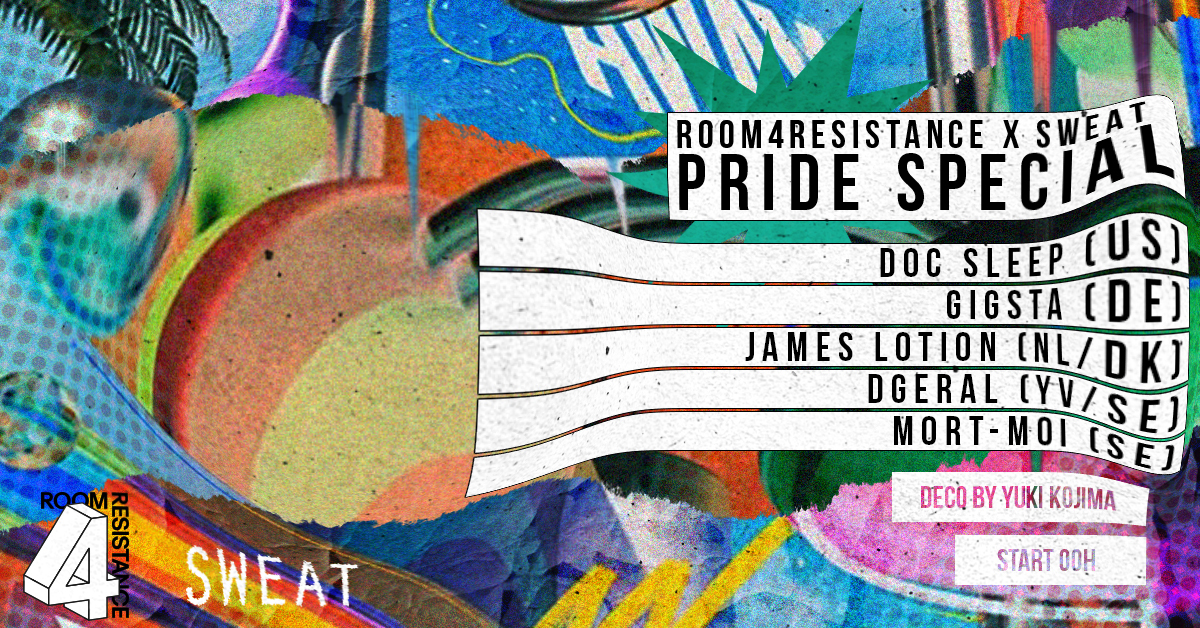 ROOM4RESISTANCE X SWEAT
PRIDE SPECIAL
DOC SLEEP (US)
GIGSTA (DE)
JAMES LOTION (NL/DK)
DGERAL (YV/SE)
MORT-MOI (SE)
DECO BY YUKI KOJIMA
START 00H
ROOM
4
RESISTANCE
SWEAT